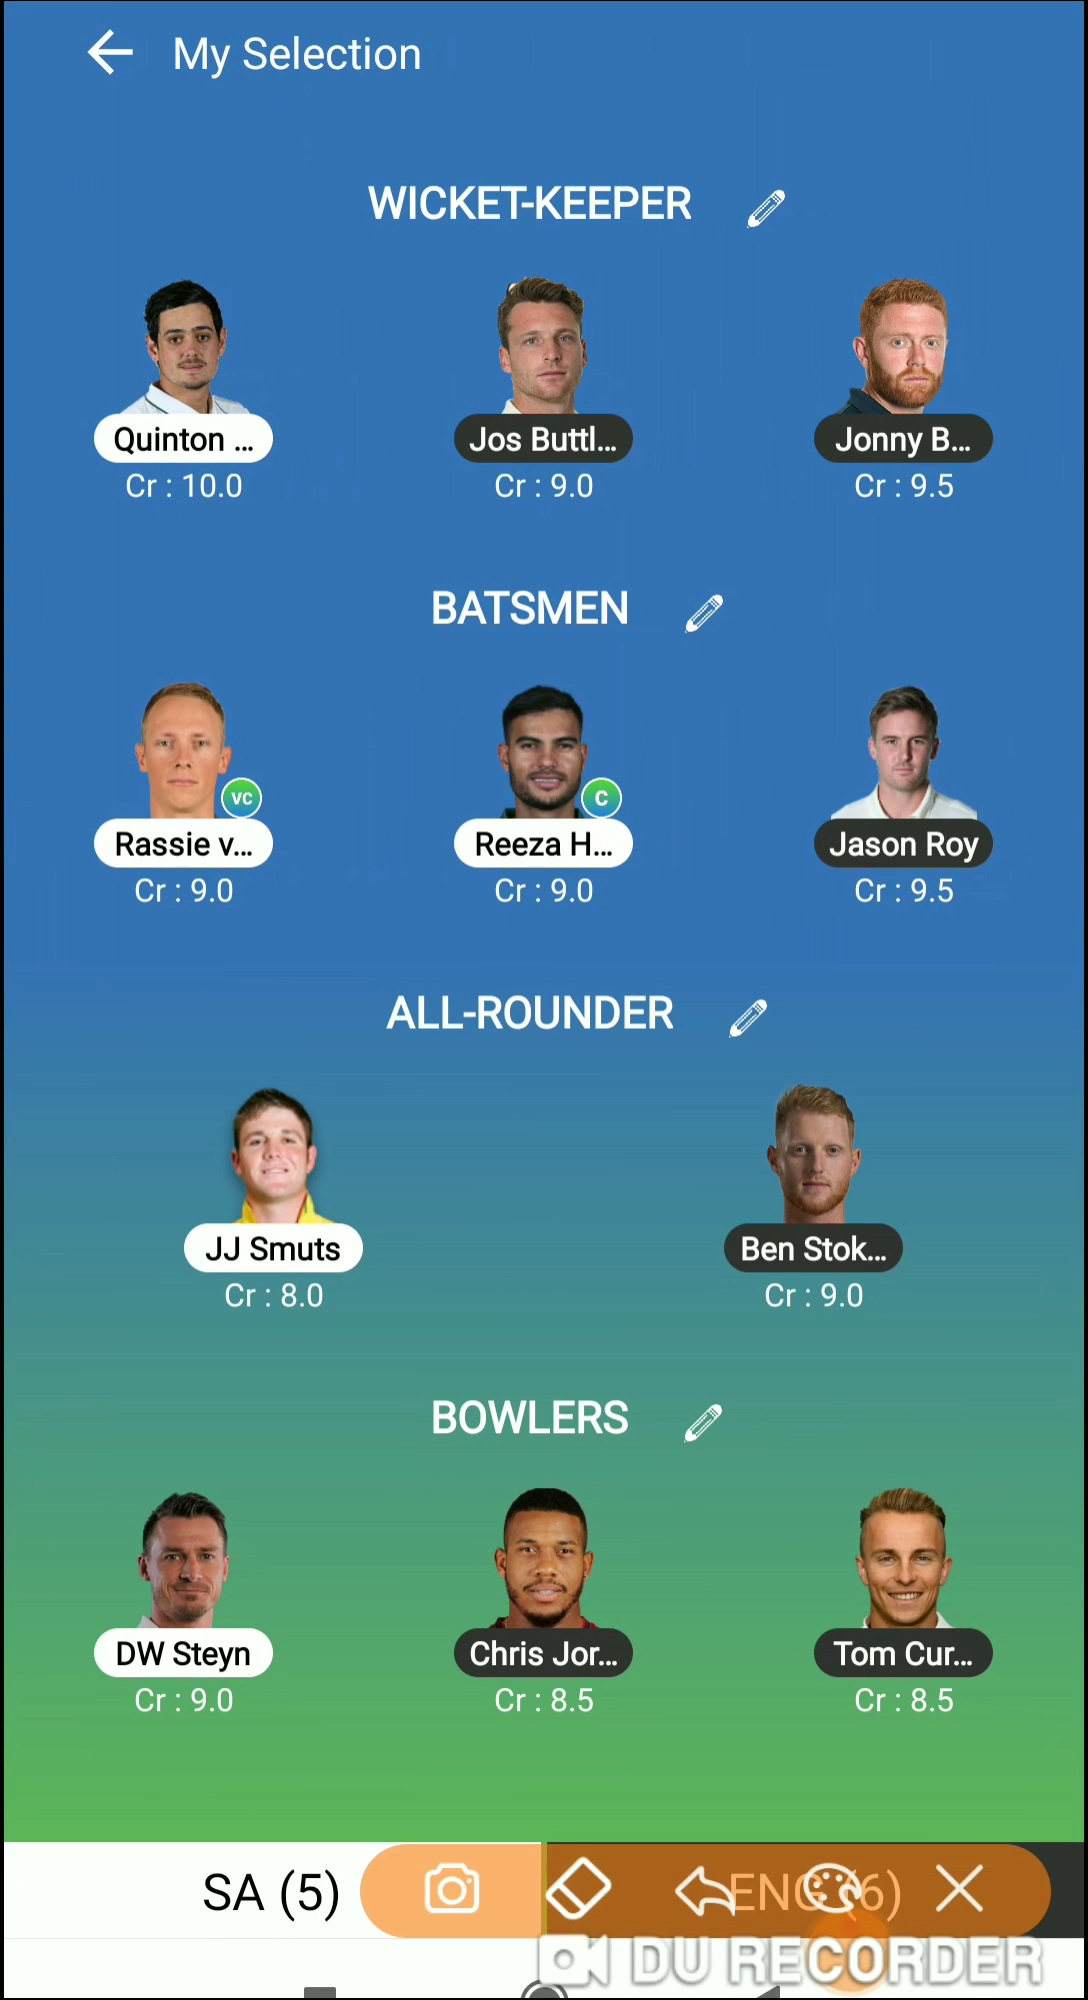 My Selection
WICKET-KEEPER
Quinton ... Jos Buttl... Jonny B...
Cr : 10.0 Cr : 9.0 Cr : 9.5
BATSMEN
VC C
Rassie v... Reeza H... Jason Roy
Cr : 9.0 Cr : 9.0 Cr : 9.5
ALL-ROUNDER
JJ Smuts Ben Stok...
Cr : 8.0 Cr : 9.0
BOWLERS
DW Steyn Chris Jor... Tom Cur...
Cr : 9.0 Cr : 8.5 Cr : 8.5
SA (5) ENG (6)
DU RECORDER